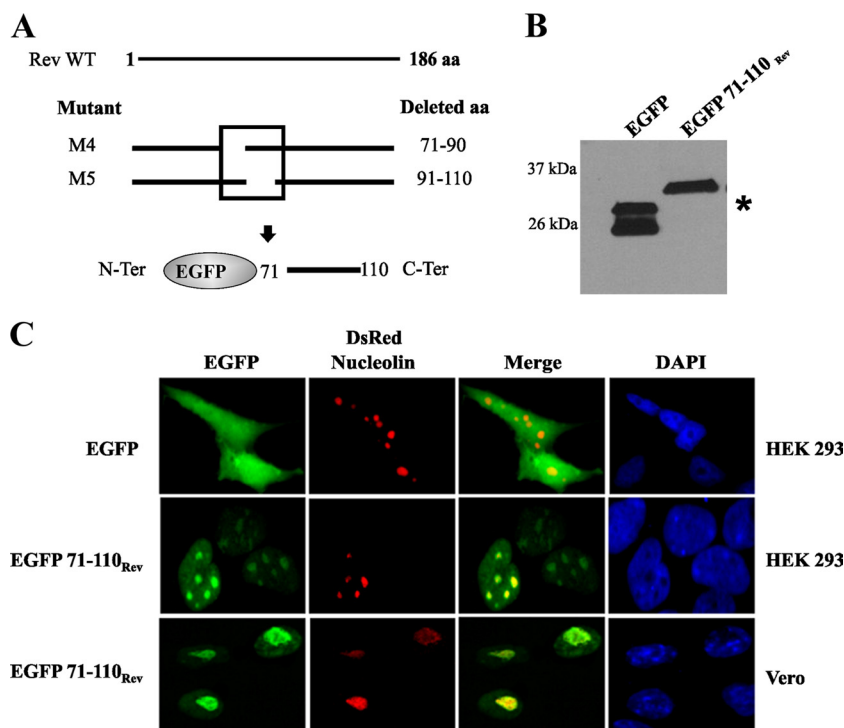 A
Rev WT 1 186 aa
Mutant Deleted aa
M4 71-90
M5 91-110
N-Ter EGFP 71 110 C-Ter
B
EGFP
EGFP 71-110 Rev
37 kDa
26 kDa
*
C
EGFP
DsRed
Nucleolin
Merge
DAPI
EGFP
HEK 293
EGFP 71-110Rev
HEK 293
EGFP 71-110Rev
Vero